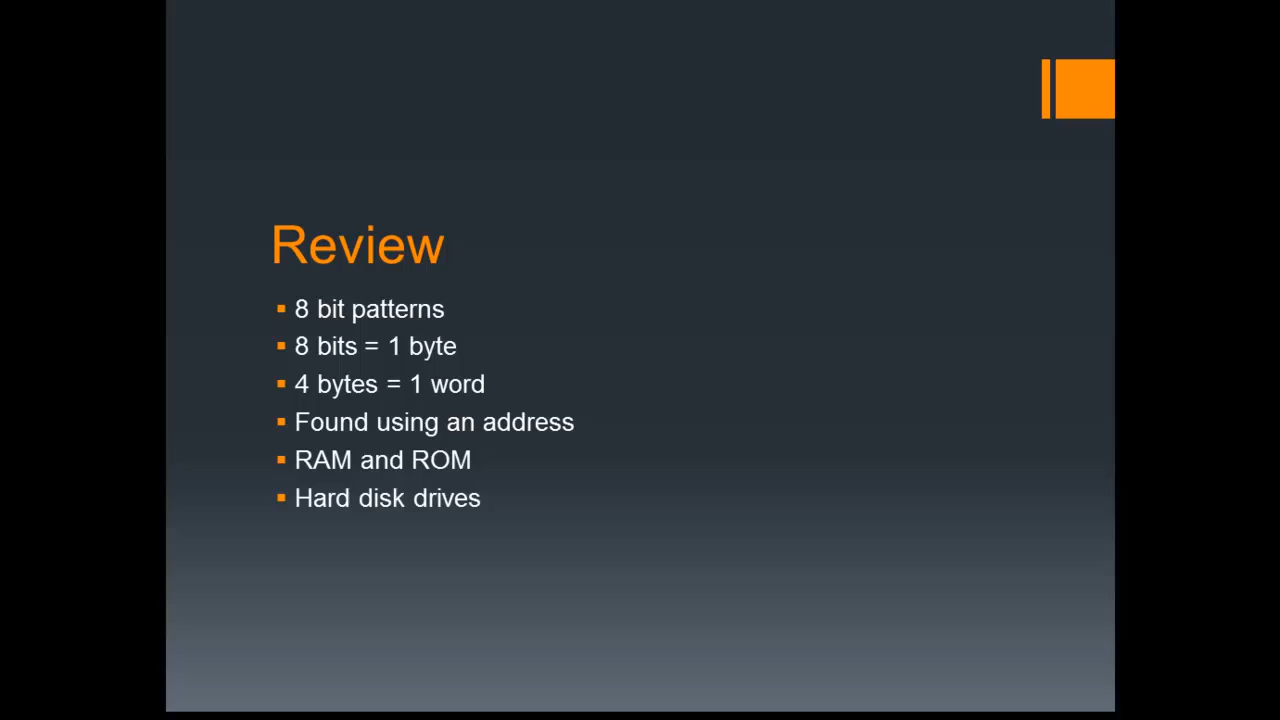 Review
8 bit patterns
8 bits = 1 byte
4 bytes = 1 word
Found using an address
RAM and ROM
Hard disk drives